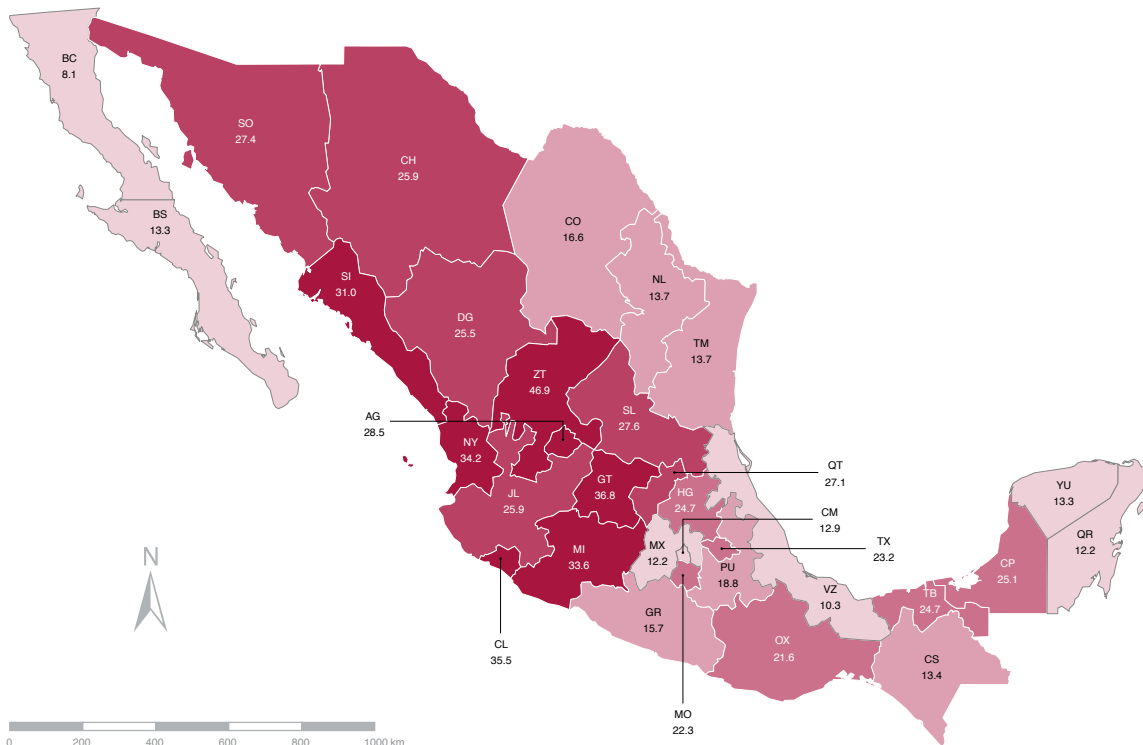 BC
8.1
SO
27.4
CH
25.9
BS
13.3
CO
16.6
SI
31.0
NL
13.7
DG
25.5
TM
13.7
ZT
46.9
AG
28.5
SL
27.6
NY
34.2
QT
27.1
GT
36.8
JL
25.9
HG
24.7
YU
13.3
CM
12.9
QR
12.2
TX
23.2
MX
12.2
MI
33.6
PU
18.8
CP
25.1
VZ
10.3
TB
24.7
N
GR
15.7
CL
35.5
OX
21.6
CS
13.4
MO
22.3
0 200 400 600 800 1000 km